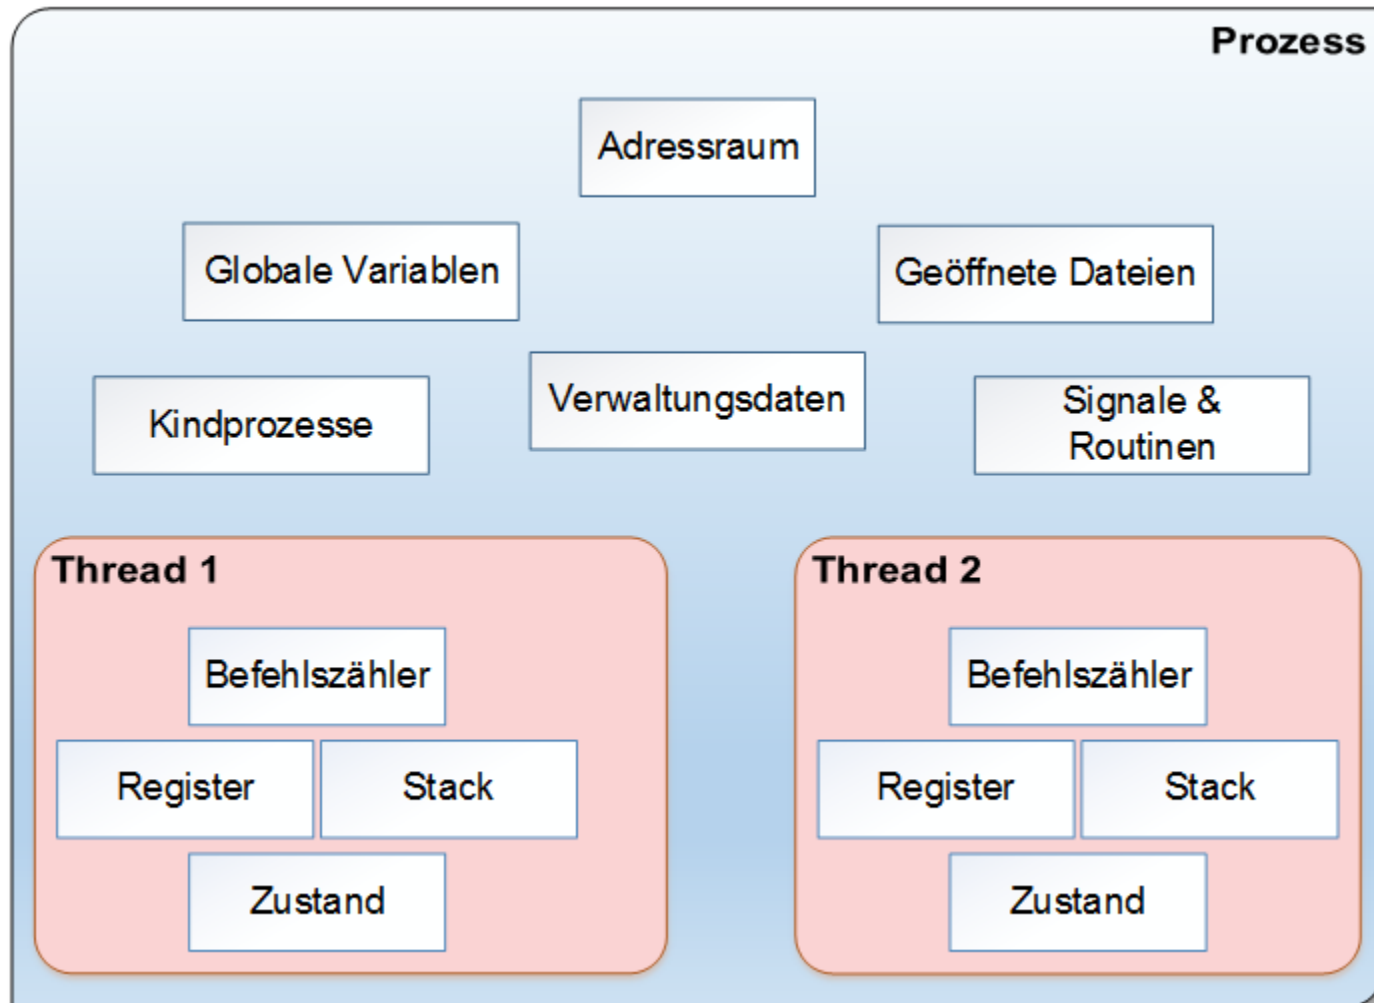 Prozess
Adressraum
Globale Variablen
Geöffnete Dateien
Kindprozesse
Verwaltungsdaten
Signale &
Routinen
Thread 1
Befehlszähler
Register
Stack
Zustand
Thread 2
Befehlszähler
Register
Stack
Zustand